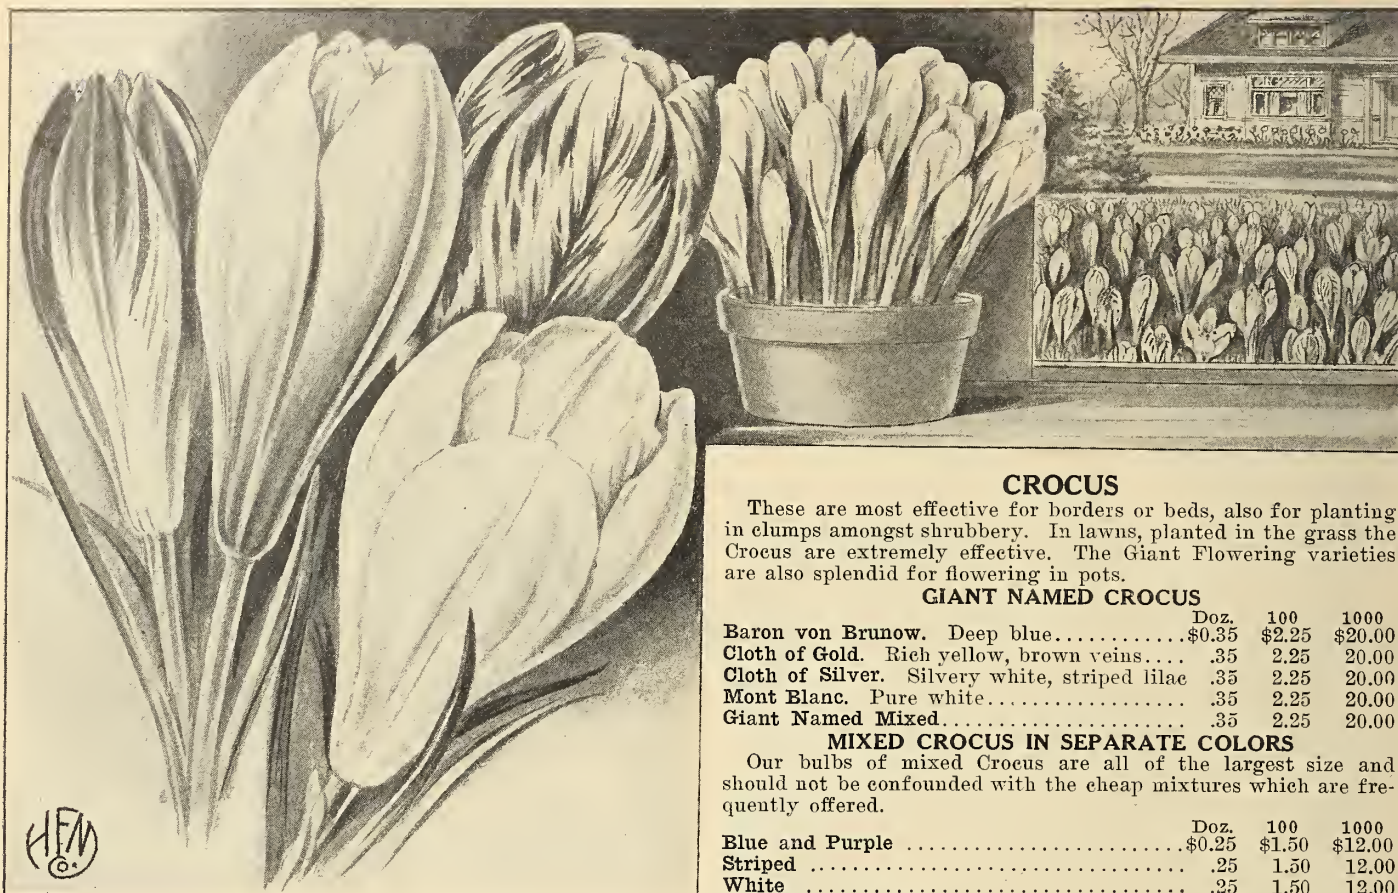 CROCUS
These are most effective for borders or beds, also for planting
in clumps amongst shrubbery. In lawns, planted in the grass the
Crocus are extremely effective. The Giant Flowering varieties
are also splendid for flowering in pots.
GIANT NAMED CROCUS
Doz. 100 1000
Baron von Brunow. Deep blue............$0.35 $2.25 $20.00
Cloth of Gold. Rich yellow, brown veins.... .35 2.25 20.00
Cloth of Silver. Silvery white, striped lilac .35 2.25 20.00
Mont Blanc. Pure white.................. .35 2.25 20.00
Giant Named Mixed...................... .35 2.25 20.00
MIXED CROCUS IN SEPARATE COLORS
Our bulbs of mixed Crocus are all of the largest size and
should not be confounded with the cheap mixtures which are fre-
quently offered.
Doz. 100 1000
Blue and Purple .........................$0.25 $1.50 $12.00
Striped .................................. .25 1.50 12.00
White .................................. .25 1.50 12.00
HFM
Co.